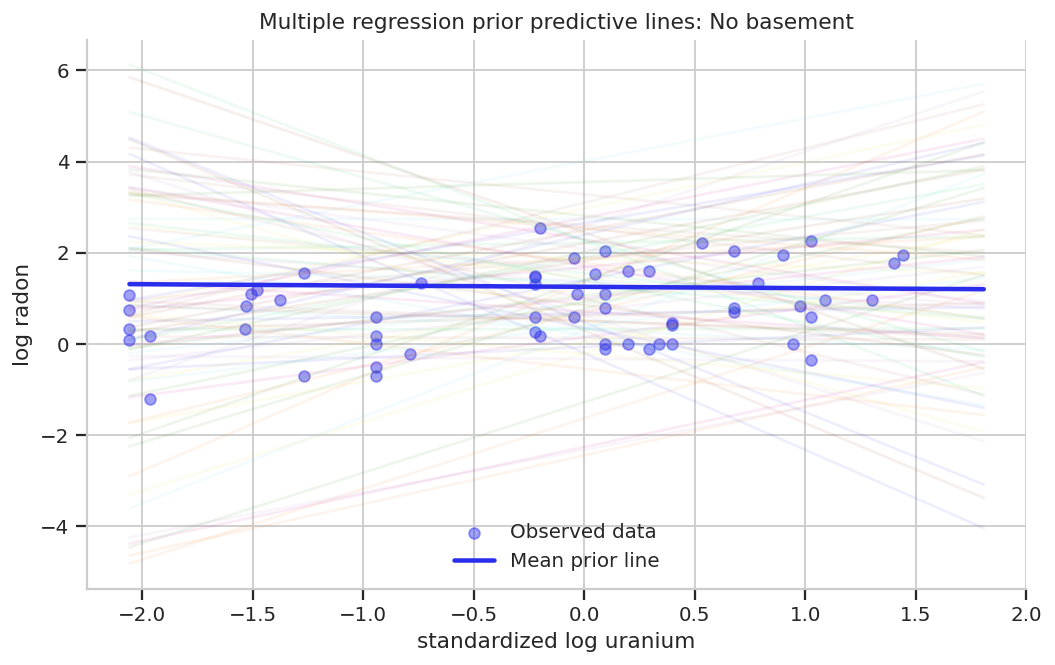 Multiple regression prior predictive lines: No basement
log radon
6
4
2
0
−2
−4
Observed data
Mean prior line
−2.0 −1.5 −1.0 −0.5 0.0 0.5 1.0 1.5 2.0
standardized log uranium